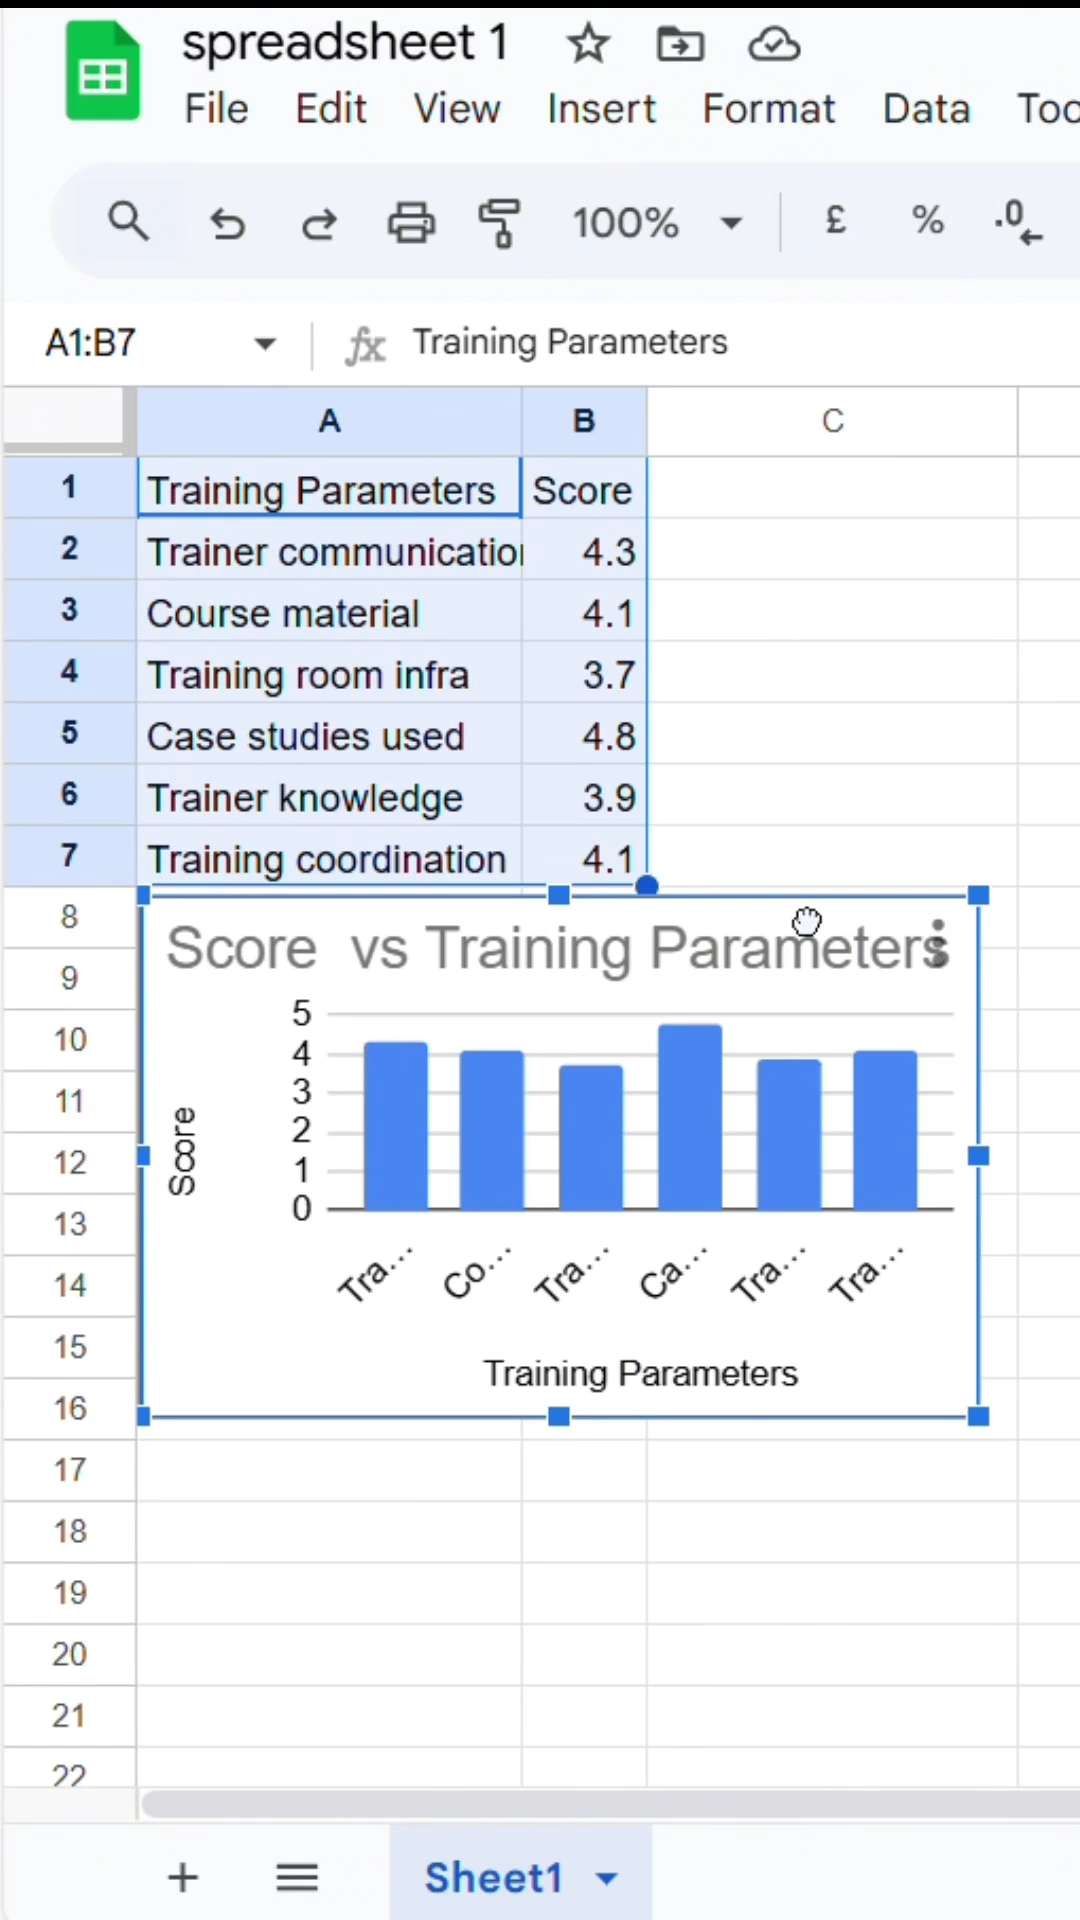 spreadsheet 1
File Edit View Insert Format Data Too
100% £ % .0
A1:B7 fx Training Parameters
A B C
1 Training Parameters Score
2 Trainer communication 4.3
3 Course material 4.1
4 Training room infra 3.7
5 Case studies used 4.8
6 Trainer knowledge 3.9
7 Training coordination 4.1
8
Score vs Training Parameters
9
5
10
4
3
11
2
12
1
0
Score
13
14
Tra... Co... Tra... Ca... Tra... Tra...
15
Training Parameters
16
17
18
19
20
21
22
Sheet1